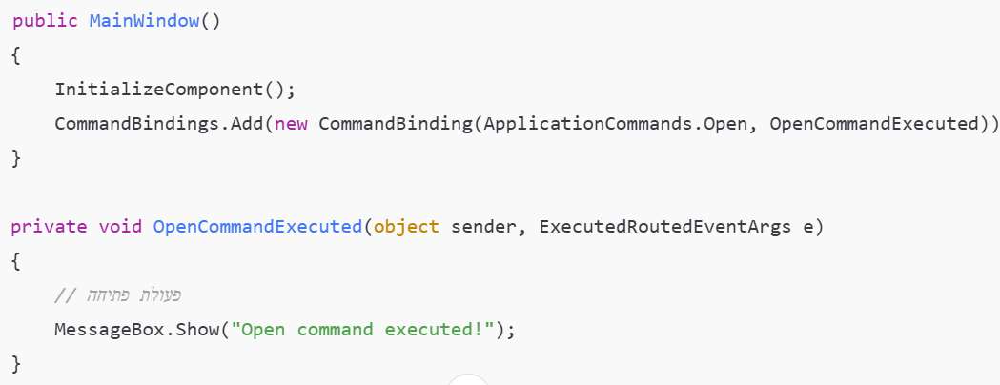 public MainWindow()
{
InitializeComponent();
CommandBindings.Add(new CommandBinding(ApplicationCommands.Open, OpenCommandExecuted))
}
private void OpenCommandExecuted(object sender, ExecutedRoutedEventArgs e)
{
// פעולת פתיחה
MessageBox.Show("Open command executed!");
}